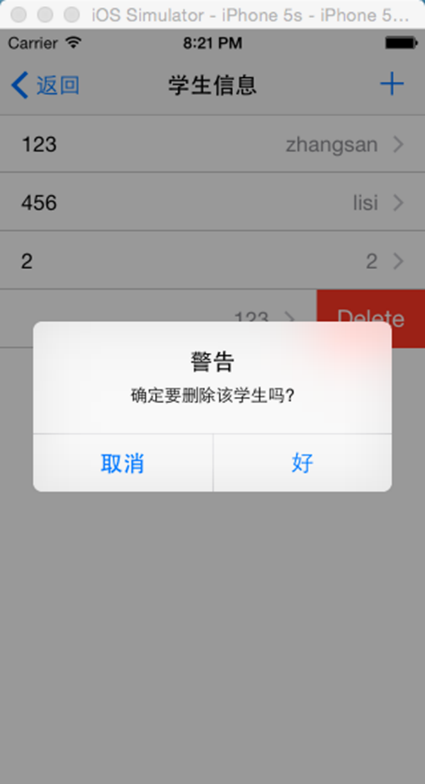 iOS Simulator - iPhone 5s - iPhone 5...
Carrier 8:21 PM
返回 学生信息 +
123 zhangsan
456 lisi
2 2
123 Delete
警告
确定要删除该学生吗?
取消 好